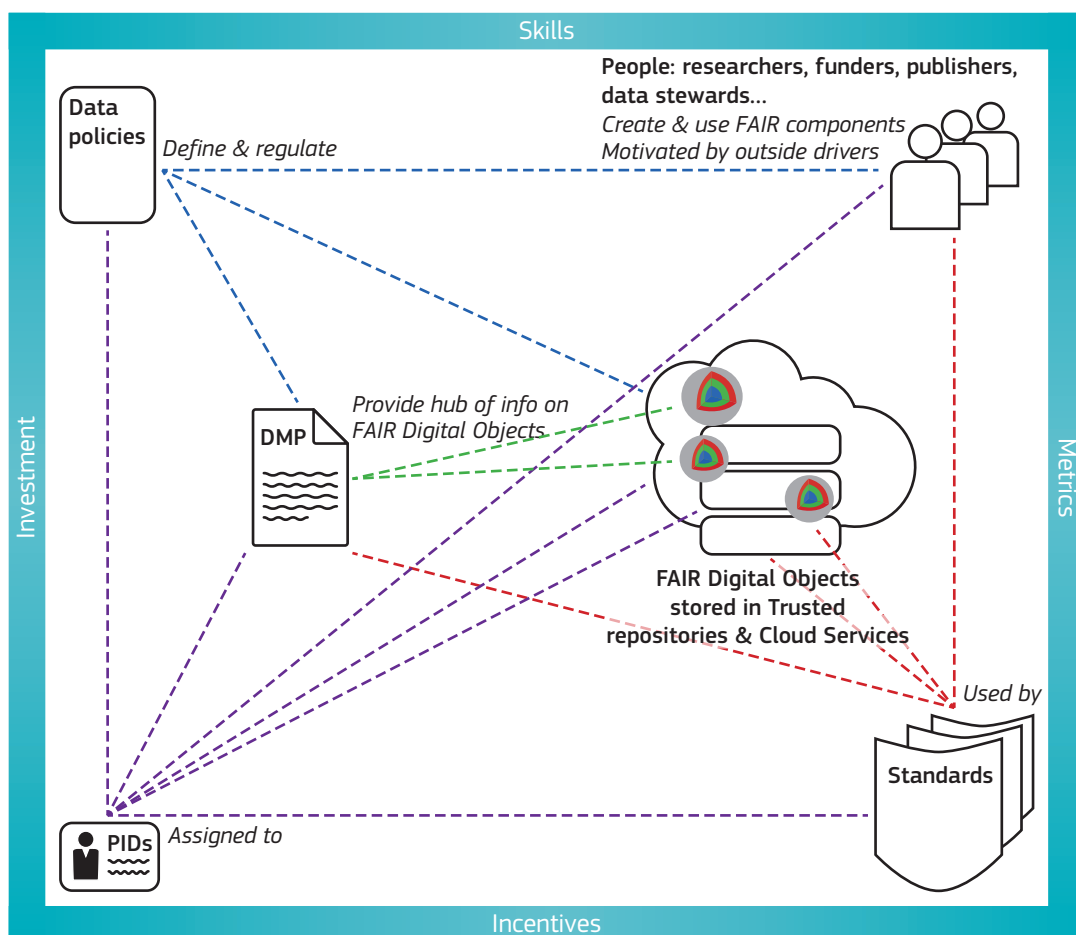 Skills
People: researchers, funders, publishers,
data stewards...
Create & use FAIR components
Motivated by outside drivers
Data
policies
Define & regulate
Investment
Metrics
Provide hub of info on
FAIR Digital Objects
DMP
FAIR Digital Objects
stored in Trusted
repositories & Cloud Services
Used by
Standards
PIDs
Assigned to
Incentives